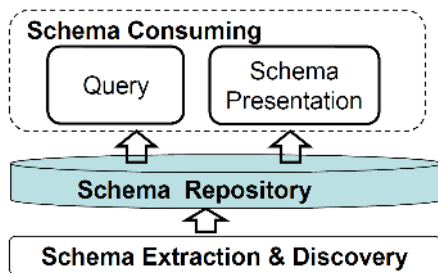 Schema Consuming
Query
Schema
Presentation
Schema Repository
Schema Extraction & Discovery